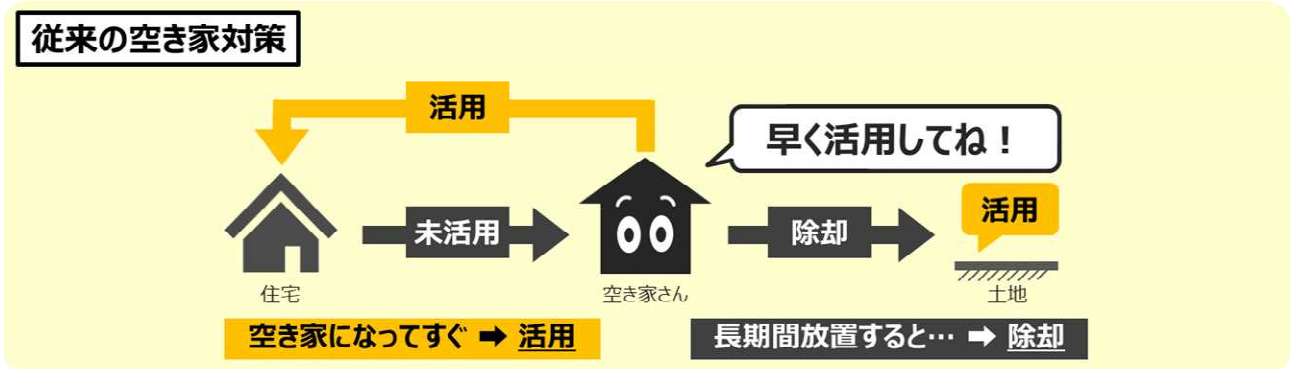 従来の空き家対策
活用
早く活用してね！
未活用
除却
活用
住宅
空き家さん
土地
空き家になってすぐ ➡ 活用
長期間放置すると… ➡ 除却